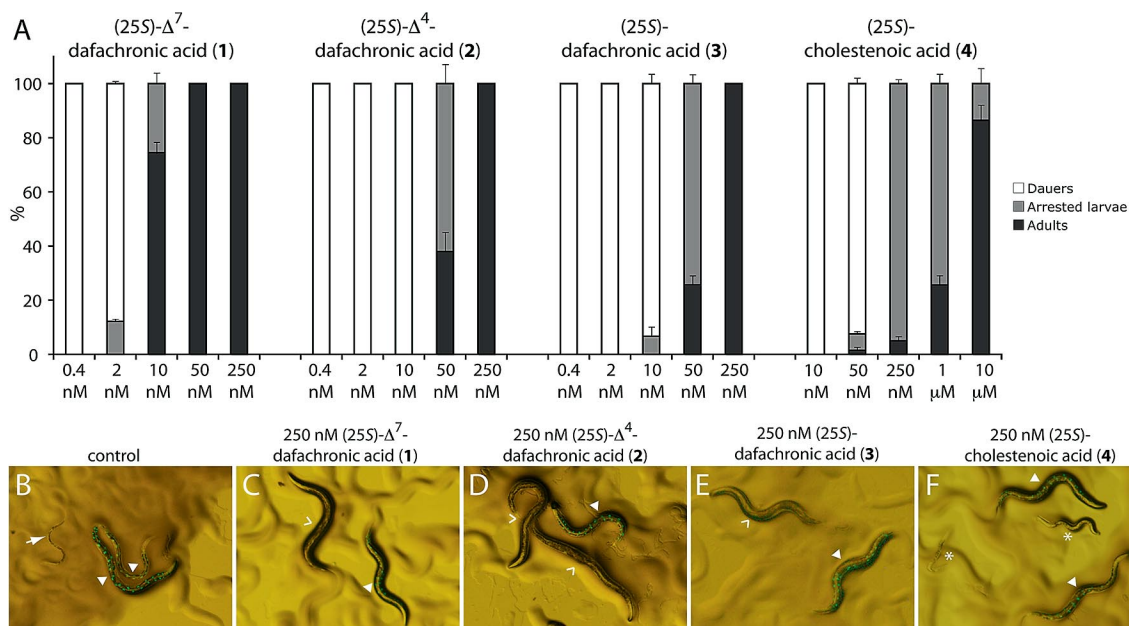 A
(25S)-Δ⁷-
dafachronic acid (1)
(25S)-Δ⁴-
dafachronic acid (2)
(25S)-
dafachronic acid (3)
(25S)-
cholestenoic acid (4)
100
80
60
40
20
0
%
0.4 nM
2 nM
10 nM
50 nM
250 nM
0.4 nM
2 nM
10 nM
50 nM
250 nM
0.4 nM
2 nM
10 nM
50 nM
250 nM
10 nM
50 nM
250 nM
1 μM
10 μM
Dauers
Arrested larvae
Adults
control
250 nM (25S)-Δ⁷-
dafachronic acid (1)
250 nM (25S)-Δ⁴-
dafachronic acid (2)
250 nM (25S)-
dafachronic acid (3)
250 nM (25S)-
cholestenoic acid (4)
B
C
D
E
F
*
*